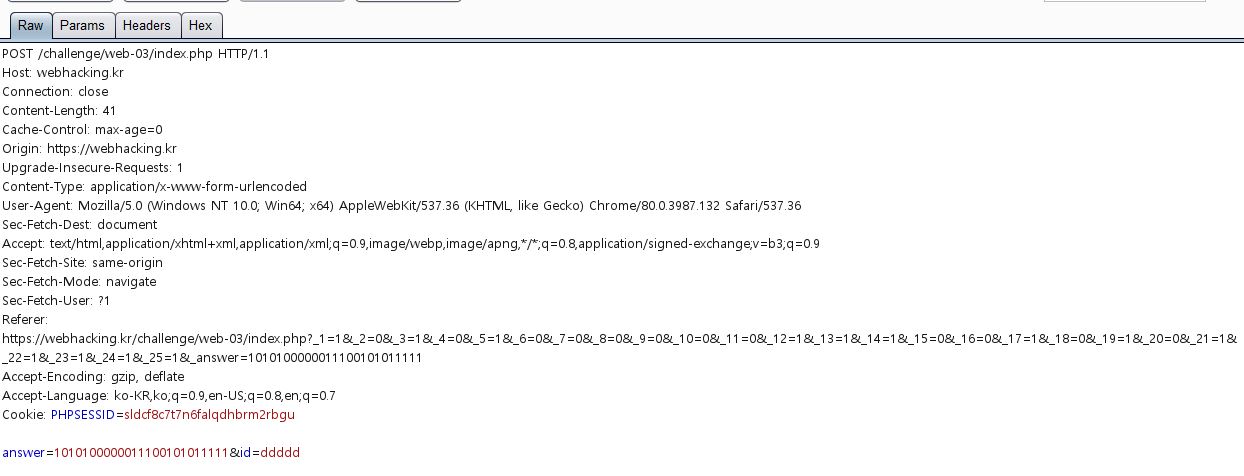 Raw Params Headers Hex
POST /challenge/web-03/index.php HTTP/1.1
Host: webhacking.kr
Connection: close
Content-Length: 41
Cache-Control: max-age=0
Origin: https://webhacking.kr
Upgrade-Insecure-Requests: 1
Content-Type: application/x-www-form-urlencoded
User-Agent: Mozilla/5.0 (Windows NT 10.0; Win64; x64) AppleWebKit/537.36 (KHTML, like Gecko) Chrome/80.0.3987.132 Safari/537.36
Sec-Fetch-Dest: document
Accept: text/html,application/xhtml+xml,application/xml;q=0.9,image/webp,image/apng,*/*;q=0.8,application/signed-exchange;v=b3;q=0.9
Sec-Fetch-Site: same-origin
Sec-Fetch-Mode: navigate
Sec-Fetch-User: ?1
Referer:
https://webhacking.kr/challenge/web-03/index.php?_1=1&_2=0&_3=1&_4=0&_5=1&_6=0&_7=0&_8=0&_9=0&_10=0&_11=0&_12=1&_13=1&_14=1&_15=0&_16=0&_17=1&_18=0&_19=1&_20=0&_21=1&
_22=1&_23=1&_24=1&_25=1&_answer=1010100000011100101011111
Accept-Encoding: gzip, deflate
Accept-Language: ko-KR,ko;q=0.9,en-US;q=0.8,en;q=0.7
Cookie: PHPSESSID=sldcf8c7t7n6falqdhbrm2rbgu
answer=1010100000011100101011111&id=ddddd